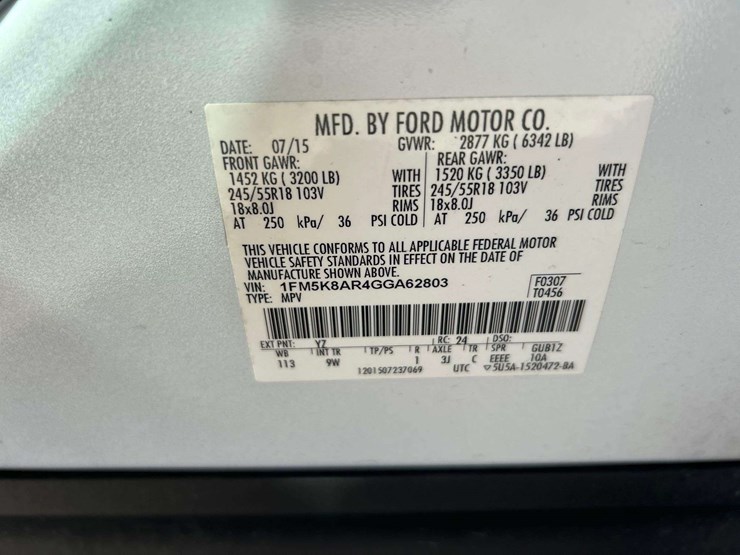 MFD. BY FORD MOTOR CO.
DATE: 07/15 GVWR: 2877 KG ( 6342 LB)
FRONT GAWR: REAR GAWR:
1452 KG ( 3200 LB) WITH 1520 KG ( 3350 LB) WITH
245/55R18 103V TIRES 245/55R18 103V TIRES
18x8.0J RIMS 18x8.0J RIMS
AT 250 kPa/ 36 PSI COLD AT 250 kPa/ 36 PSI COLD
THIS VEHICLE CONFORMS TO ALL APPLICABLE FEDERAL MOTOR
VEHICLE SAFETY STANDARDS IN EFFECT ON THE DATE OF
MANUFACTURE SHOWN ABOVE.
VIN: 1FM5K8AR4GGA62803 F0307
TYPE: MPV T0456
EXT PNT: YZ RC: 24 DSO:
WB INT TR TP/PS R AXLE TR SPR GUB1Z
113 9W 1 3J C EEEE 10A
1201507237069 UTC ▽5U5A-1520472-BA